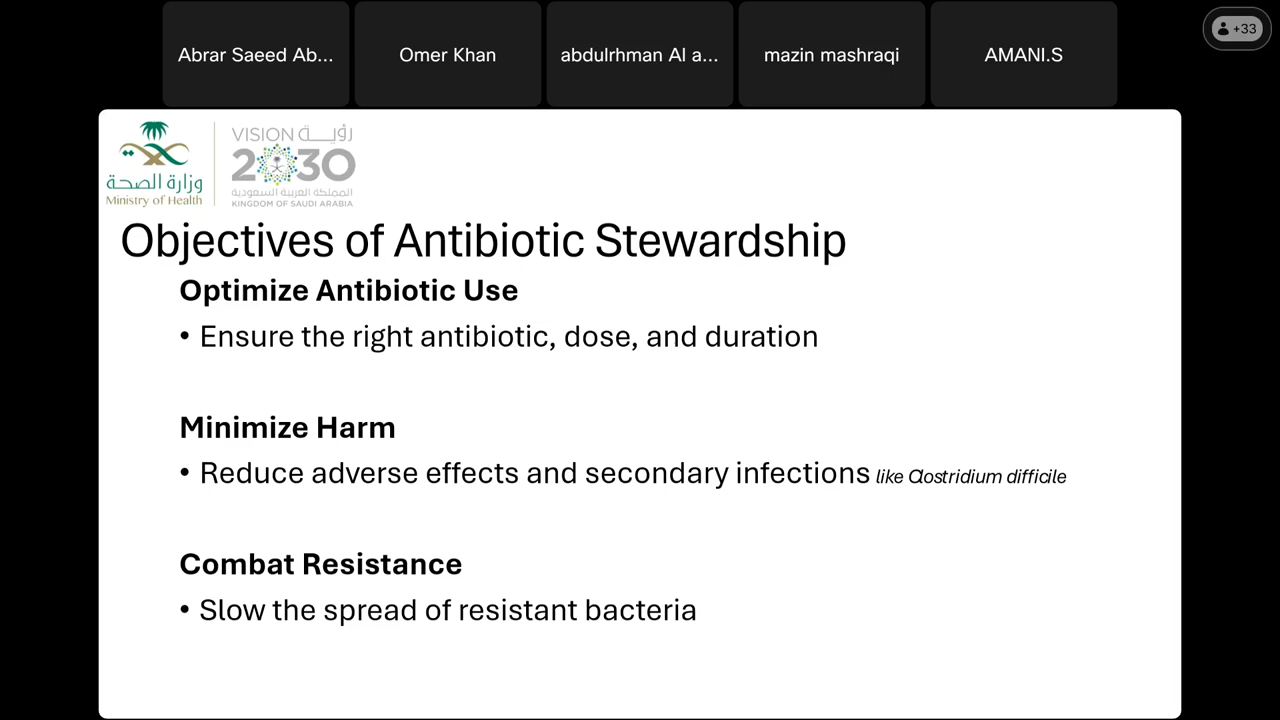 Abrar Saeed Ab...
Omer Khan
abdulrhman Al a...
mazin mashraqi
AMANI.S
+33
وزارة الصحة
Ministry of Health
VISION رؤيــة
2030
المملكة العربية السعودية
KINGDOM OF SAUDI ARABIA
Objectives of Antibiotic Stewardship
Optimize Antibiotic Use
• Ensure the right antibiotic, dose, and duration
Minimize Harm
• Reduce adverse effects and secondary infections like Clostridium difficile
Combat Resistance
• Slow the spread of resistant bacteria